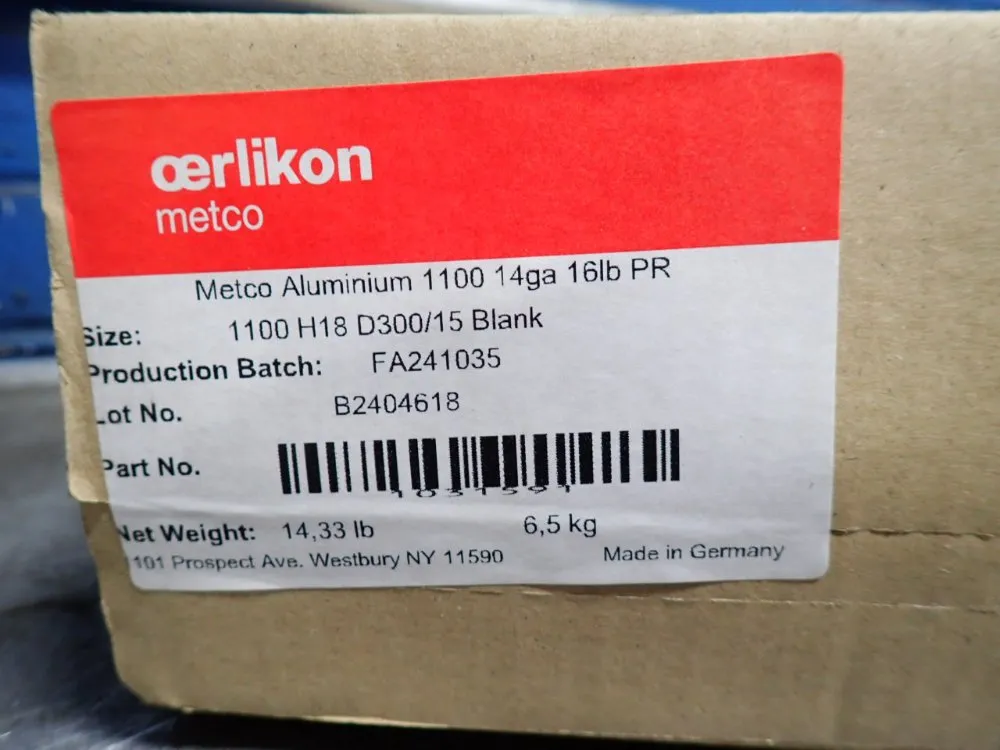 œrlikon
metco
Metco Aluminium 1100 14ga 16lb PR
Size: 1100 H18 D300/15 Blank
Production Batch: FA241035
Lot No. B2404618
Part No.
Net Weight: 14,33 lb 6,5 kg
1101 Prospect Ave. Westbury NY 11590 Made in Germany